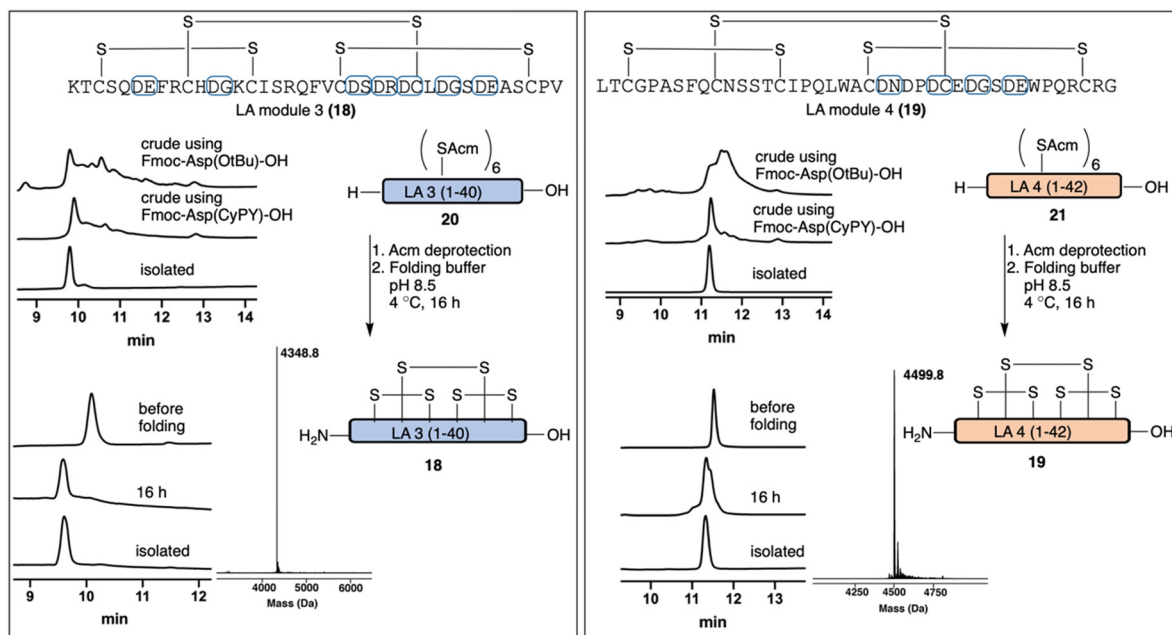 S S
S S S S
KTCSQDEFRCHDGKCISRQFVCDSDRDCLDGSDEASCPV
LA module 3 (18)
crude using
Fmoc-Asp(OtBu)-OH
crude using
Fmoc-Asp(CyPY)-OH
isolated
9 10 11 12 13 14
min
SAcm
6
H LA 3 (1-40) OH
20
1. Acm deprotection
2. Folding buffer
pH 8.5
4 °C, 16 h
before
folding
16 h
isolated
9 10 11 12
min
4348.8
4000 5000 6000
Mass (Da)
S S
S S S S
H₂N LA 3 (1-40) OH
18
S S
S S S S
LTCGPASFQCNSSTCIPQLWACDNDPDCEDGSDEWPQRCRG
LA module 4 (19)
crude using
Fmoc-Asp(OtBu)-OH
crude using
Fmoc-Asp(CyPY)-OH
isolated
9 10 11 12 13 14
min
SAcm
6
H LA 4 (1-42) OH
21
1. Acm deprotection
2. Folding buffer
pH 8.5
4 °C, 16 h
before
folding
16 h
isolated
10 11 12 13
min
4499.8
4250 4500 4750
Mass (Da)
S S
S S S S
H₂N LA 4 (1-42) OH
19